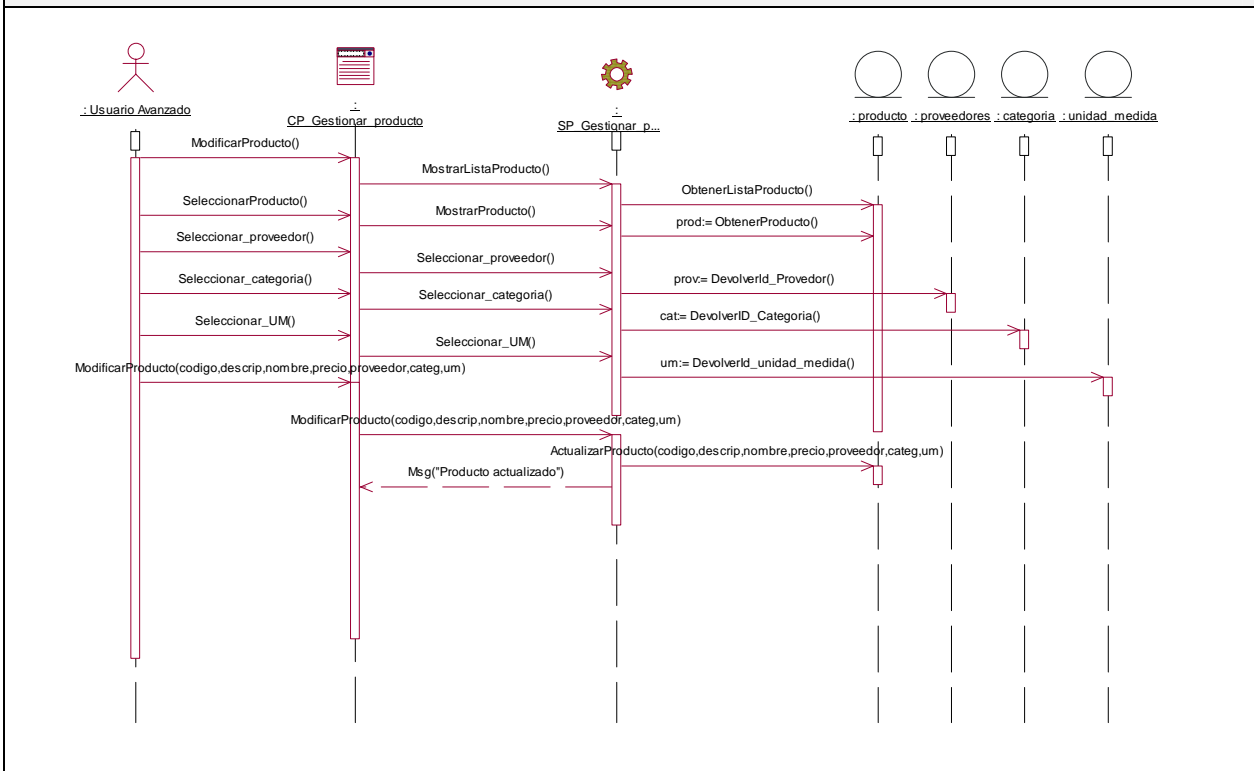 : Usuario Avanzado
:
CP_Gestionar_producto
:
SP_Gestionar_p...
: producto
: proveedores
: categoria
: unidad_medida
ModificarProducto()
MostrarListaProducto()
ObtenerListaProducto()
SeleccionarProducto()
MostrarProducto()
prod:= ObtenerProducto()
Seleccionar_proveedor()
Seleccionar_proveedor()
prov:= DevolverId_Provedor()
Seleccionar_categoria()
Seleccionar_categoria()
cat:= DevolverID_Categoria()
Seleccionar_UM()
Seleccionar_UM()
um:= DevolverId_unidad_medida()
ModificarProducto(codigo,descrip,nombre,precio,proveedor,categ,um)
ModificarProducto(codigo,descrip,nombre,precio,proveedor,categ,um)
ActualizarProducto(codigo,descrip,nombre,precio,proveedor,categ,um)
Msg("Producto actualizado")